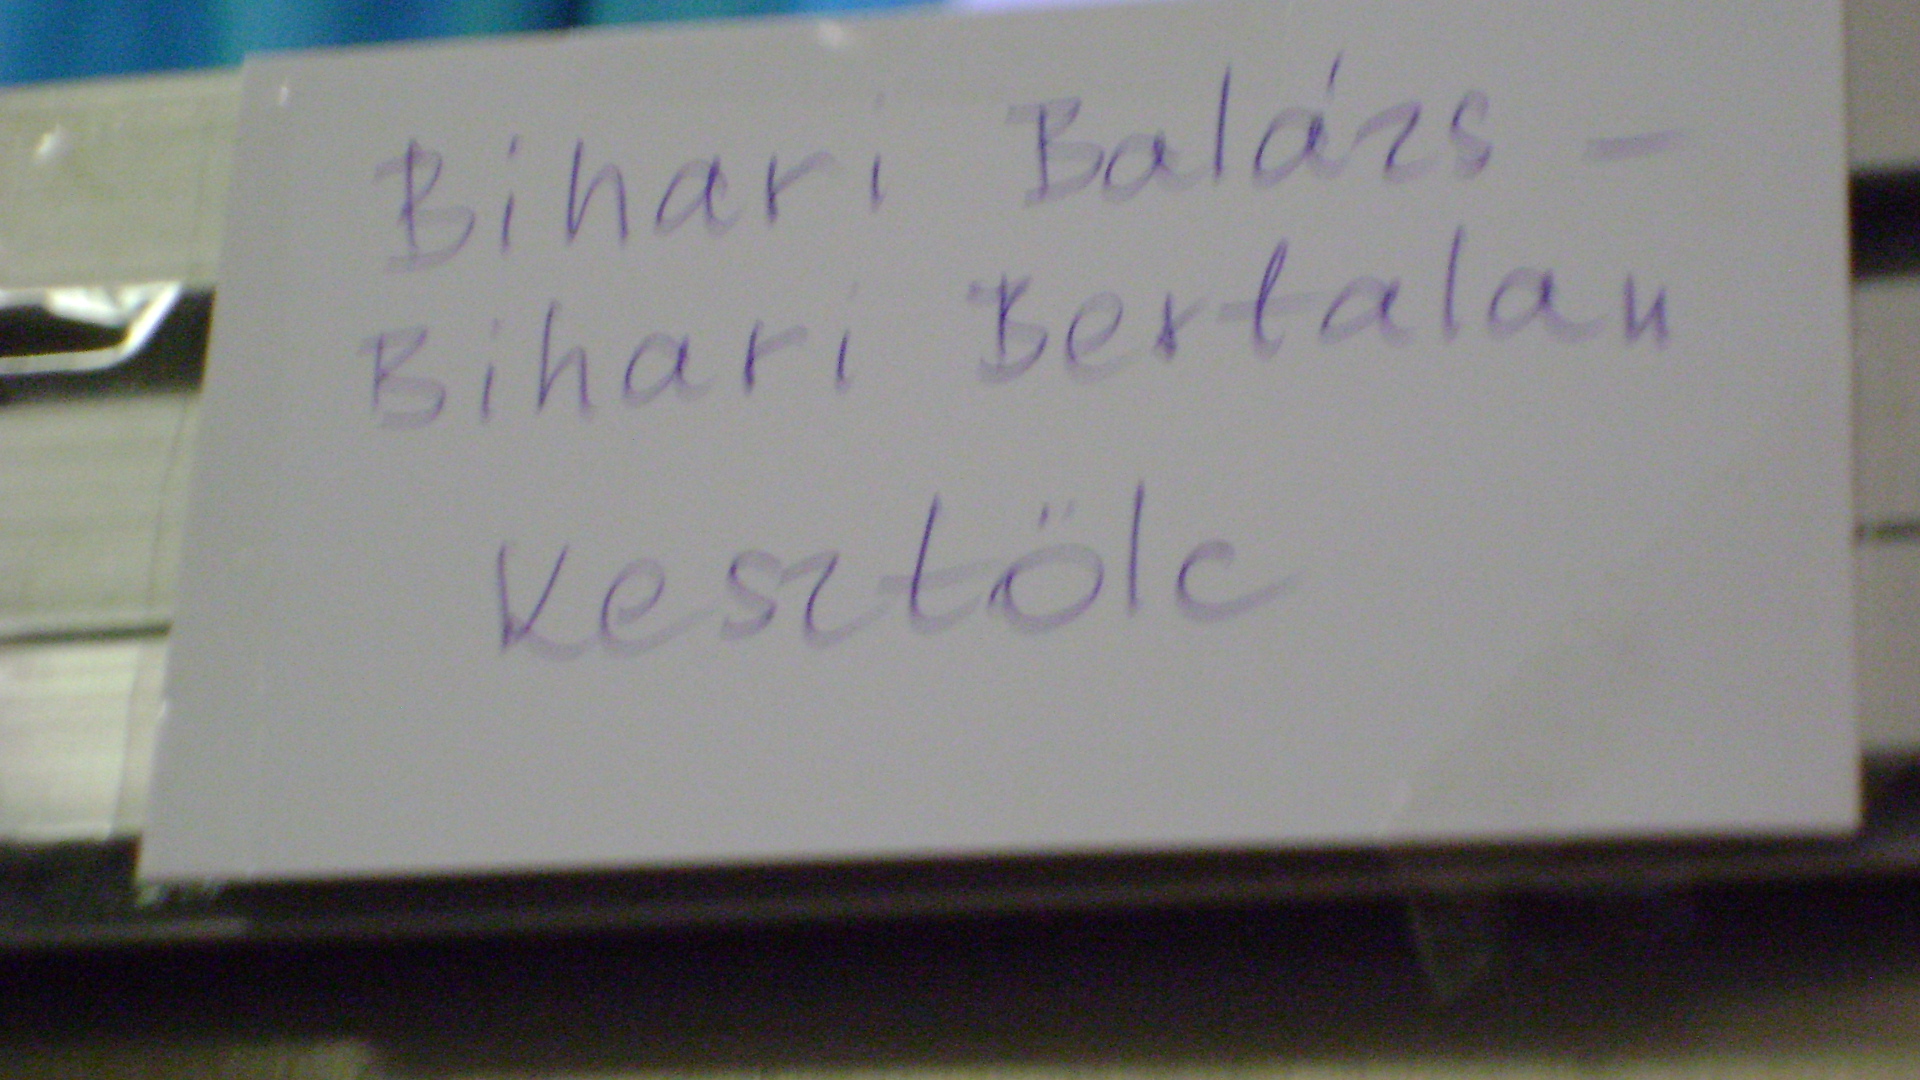 Bihari Balázs -
Bihari Bertalan
Kesztölc